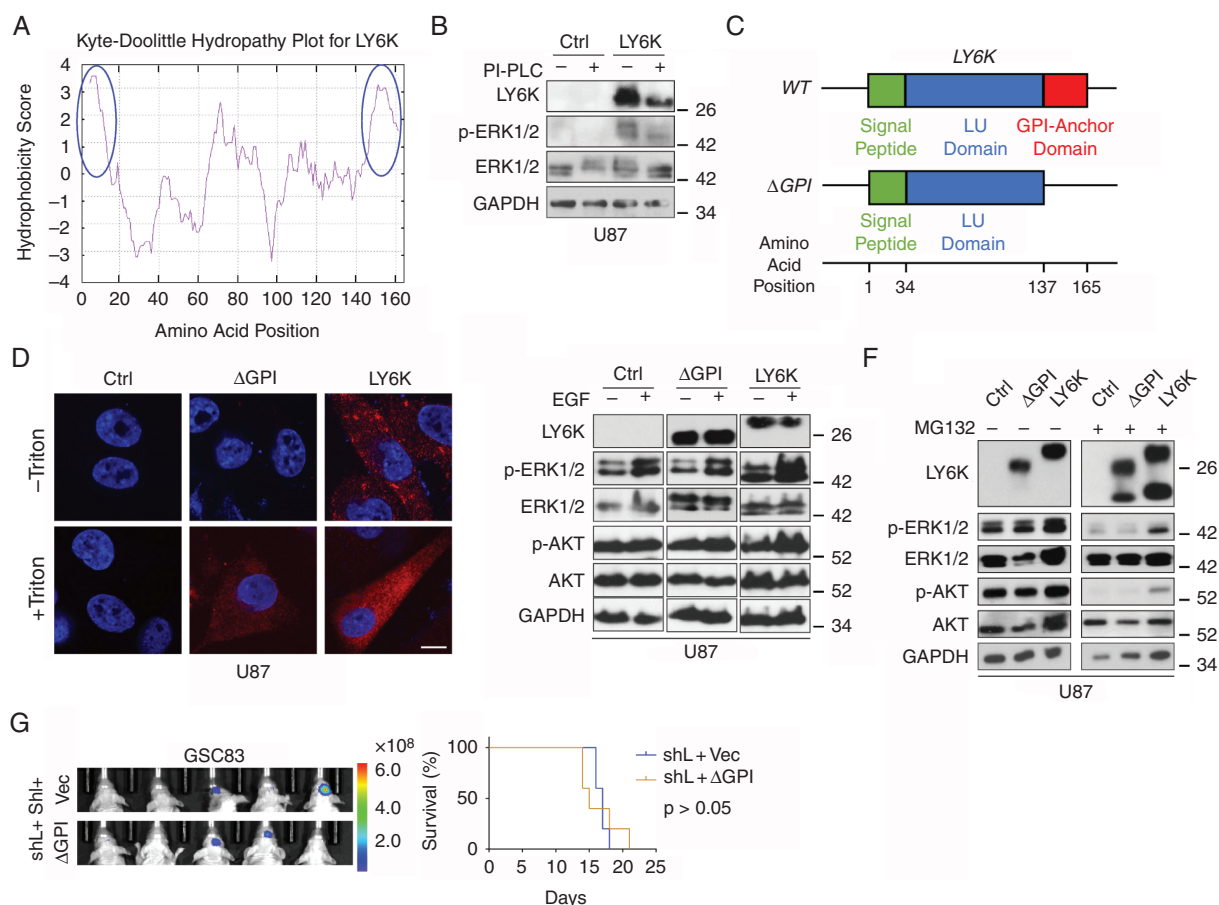 A
Kyte-Doolittle Hydropathy Plot for LY6K
Hydrophobicity Score
4
3
2
1
0
−1
−2
−3
−4
0 20 40 60 80 100 120 140 160
Amino Acid Position
B
Ctrl LY6K
PI-PLC − + − +
LY6K
26
p-ERK1/2
42
ERK1/2
42
GAPDH
34
U87
C
LY6K
WT
Signal Peptide
LU Domain
GPI-Anchor Domain
ΔGPI
Signal Peptide
LU Domain
Amino Acid Position
1 34 137 165
D
Ctrl ΔGPI LY6K
−Triton
+Triton
U87
Ctrl ΔGPI LY6K
EGF − + − + − +
LY6K
26
p-ERK1/2
42
ERK1/2
42
p-AKT
52
AKT
52
GAPDH
34
U87
F
Ctrl ΔGPI LY6K Ctrl ΔGPI LY6K
MG132 − − − + + +
LY6K
26
p-ERK1/2
42
ERK1/2
42
p-AKT
52
AKT
52
GAPDH
34
U87
G
GSC83
Shl+ Vec
shL+ ΔGPI
×10⁸
6.0
4.0
2.0
Survival (%)
100
50
0
0 5 10 15 20 25
Days
shL + Vec
shL + ΔGPI
p > 0.05